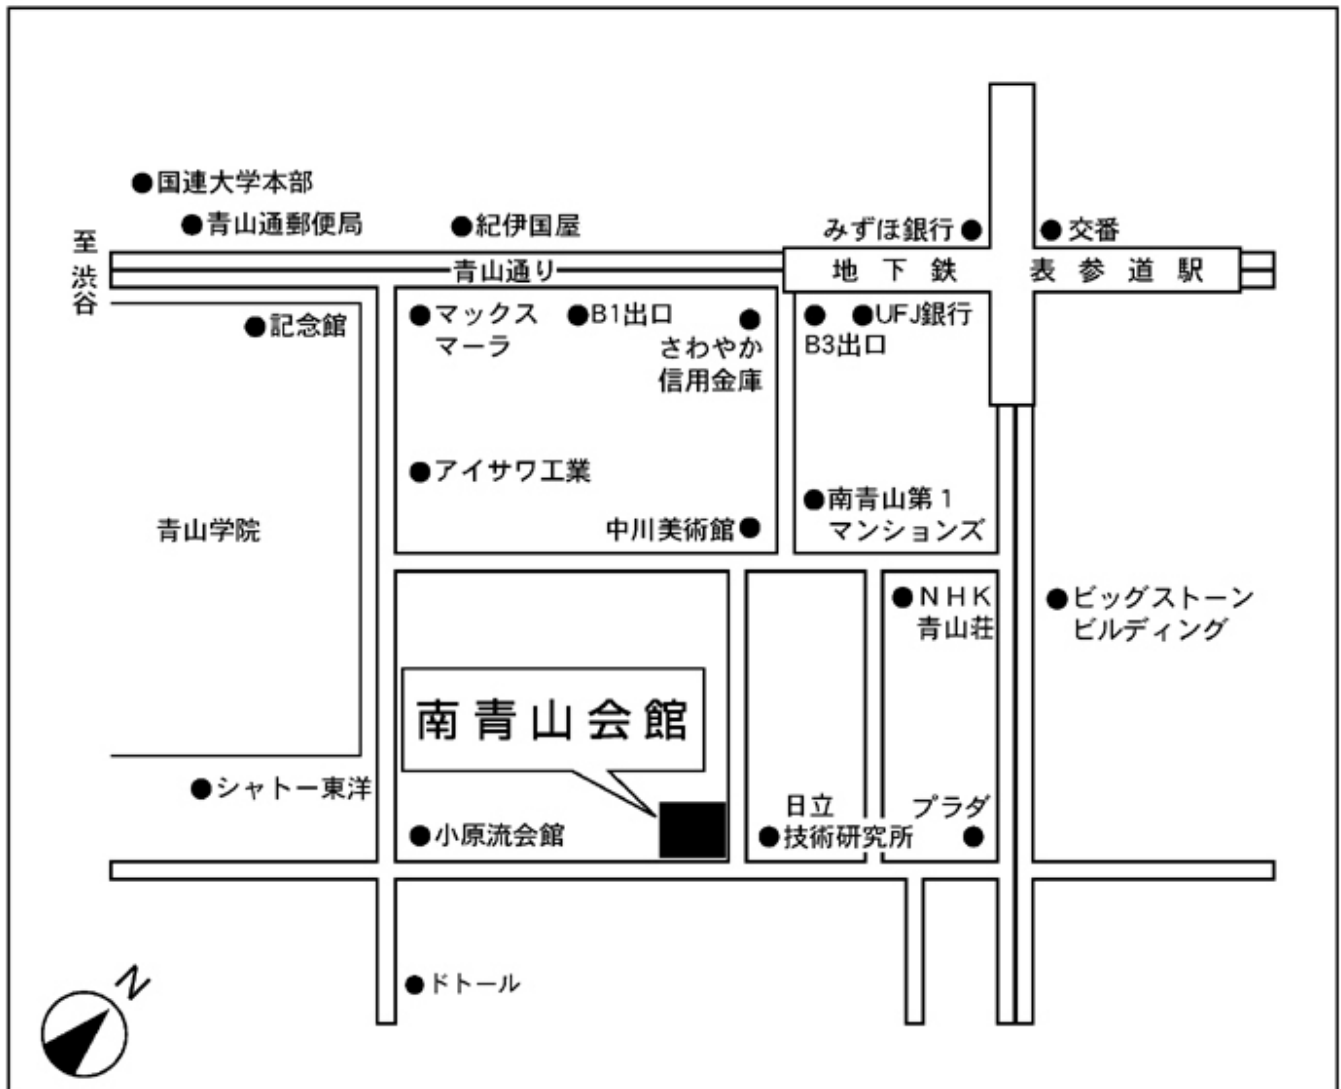 国連大学本部
青山通郵便局
紀伊国屋
みずほ銀行
交番
至渋谷
青山通り
地下鉄 表参道駅
記念館
マックス
マーラ
B1出口
さわやか
信用金庫
UFJ銀行
B3出口
アイサワ工業
南青山第1
マンションズ
中川美術館
青山学院
NHK
青山荘
ビッグストーン
ビルディング
南青山会館
シャトー東洋
小原流会館
日立
技術研究所
プラダ
ドトール
N